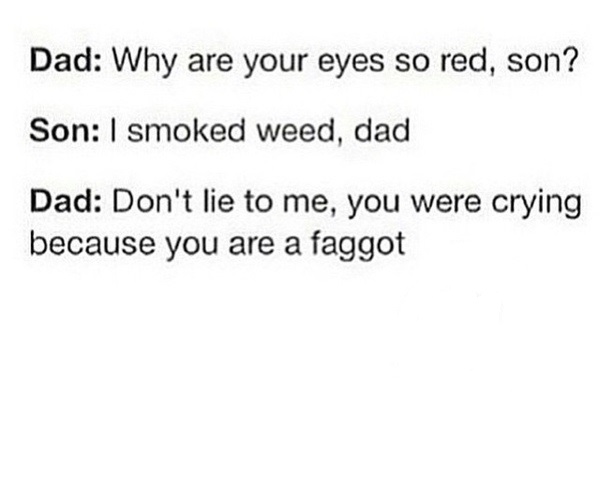 Dad: Why are your eyes so red, son?
Son: I smoked weed, dad
Dad: Don't lie to me, you were crying
because you are a faggot